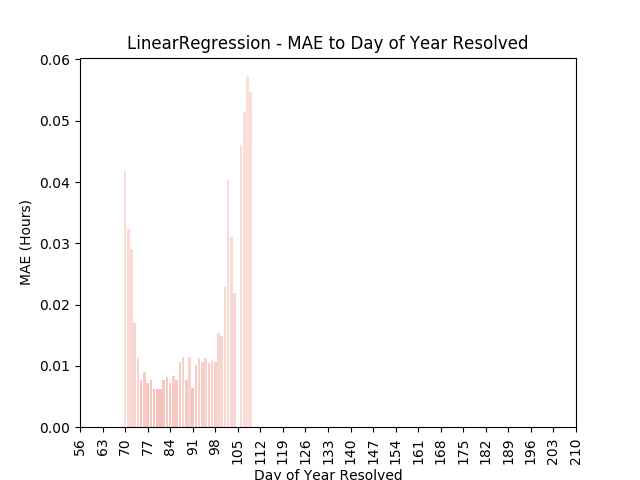 LinearRegression - MAE to Day of Year Resolved
0.06
0.05
0.04
0.03
0.02
0.01
0.00
MAE (Hours)
56 63 70 77 84 91 98 105 112 119 126 133 140 147 154 161 168 175 182 189 196 203 210
Day of Year Resolved